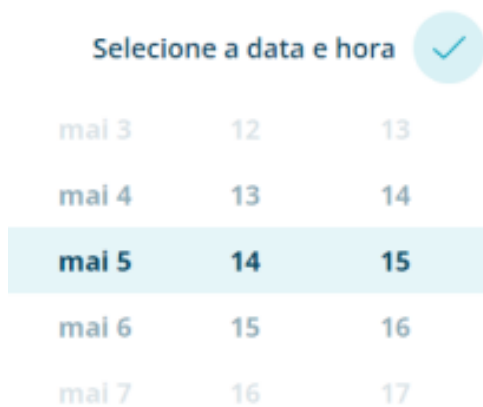 Selecione a data e hora
mai 3 12 13
mai 4 13 14
mai 5 14 15
mai 6 15 16
mai 7 16 17